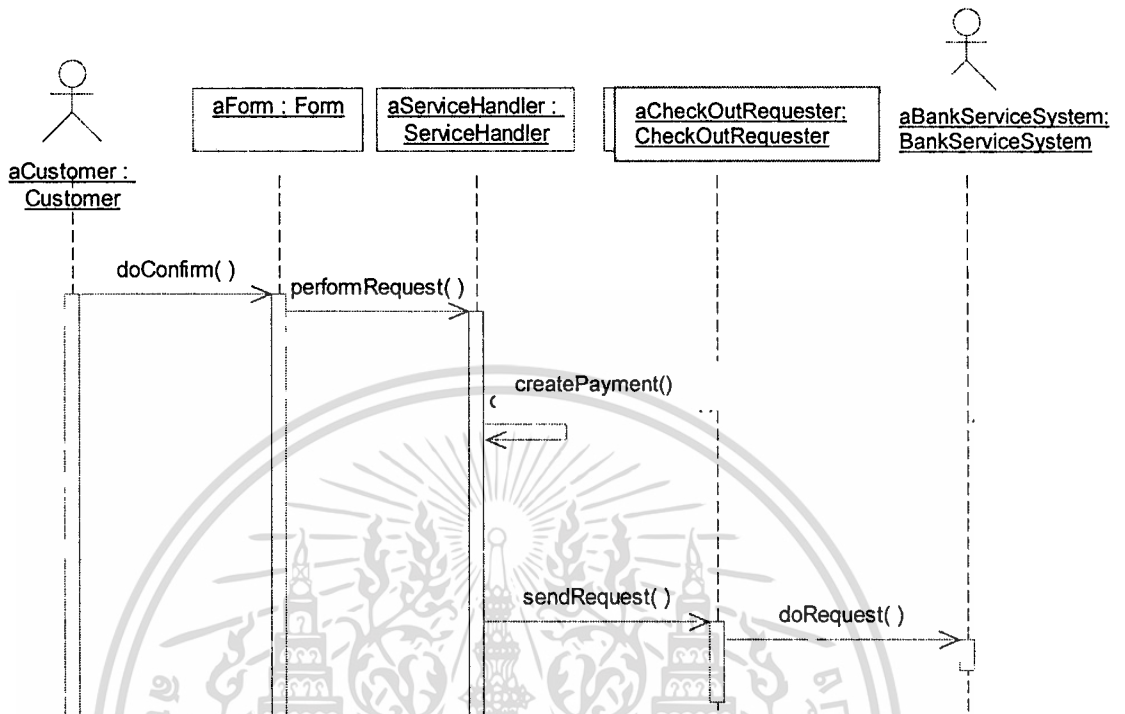 aCustomer :
Customer
aForm : Form
aServiceHandler :
ServiceHandler
aCheckOutRequester:
CheckOutRequester
aBankServiceSystem:
BankServiceSystem
doConfirm( )
performRequest( )
createPayment()
sendRequest( )
doRequest( )